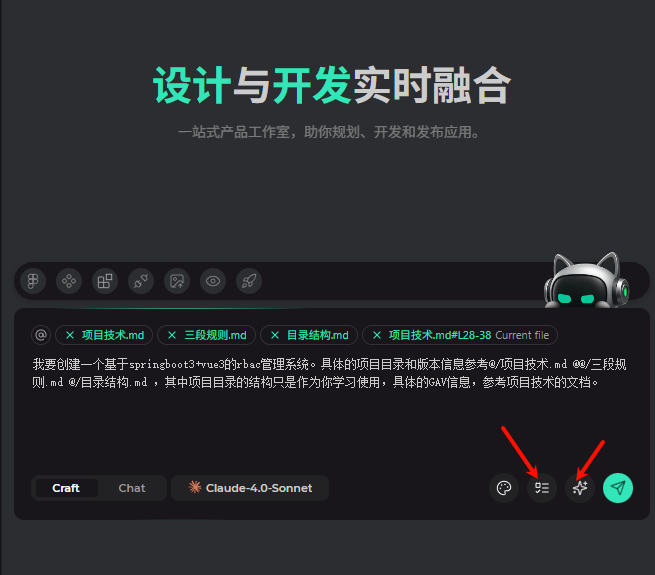 设计与开发实时融合
一站式产品工作室，助你规划、开发和发布应用。
@ × 项目技术.md × 三段规则.md × 目录结构.md × 项目技术.md#L28-38 Current file
我要创建一个基于springboot3+vue3的rbac管理系统。具体的项目目录和版本信息参考@/项目技术.md @@/三段规
则.md @/目录结构.md ，其中项目目录的结构只是作为你学习使用，具体的GAV信息，参考项目技术的文档。
Craft Chat Claude-4.0-Sonnet